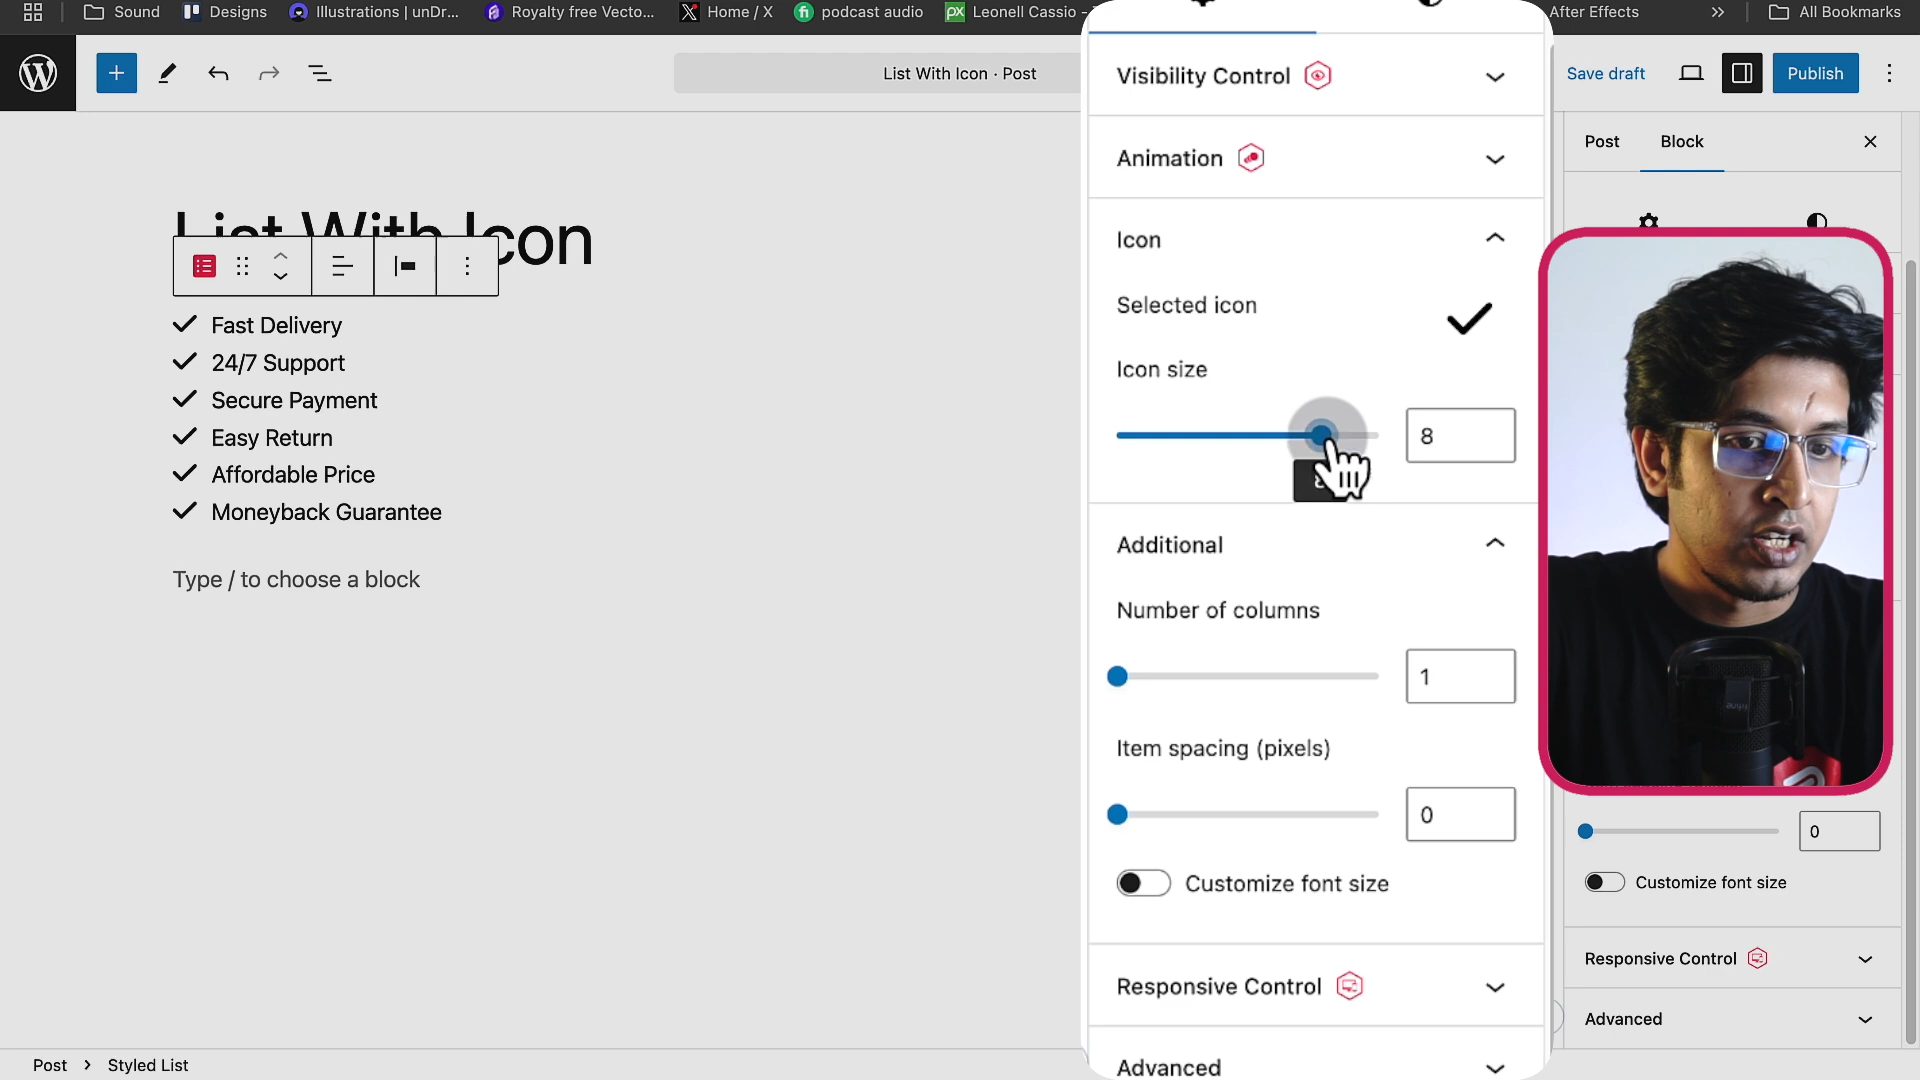 Sound
Designs
Illustrations | unDr...
Royalty free Vecto...
Home / X
podcast audio
Leonell Cassio -
After Effects
All Bookmarks
List With Icon · Post
Save draft
Publish
List With Icon
Fast Delivery
24/7 Support
Secure Payment
Easy Return
Affordable Price
Moneyback Guarantee
Type / to choose a block
Visibility Control
Animation
Icon
Selected icon
Icon size
8
Additional
Number of columns
1
Item spacing (pixels)
0
Customize font size
Responsive Control
Advanced
Post
Block
0
Customize font size
Responsive Control
Advanced
Post
Styled List